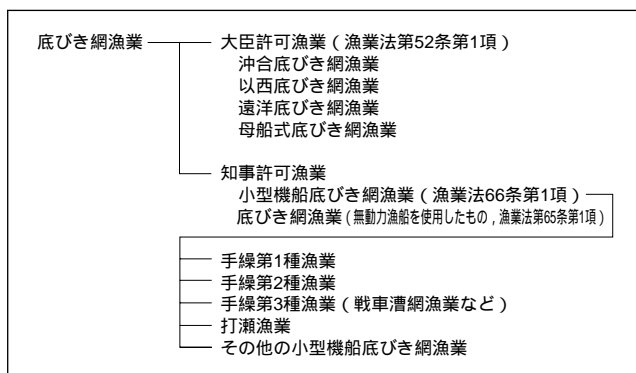 底びき網漁業
大臣許可漁業（漁業法第52条第1項）
沖合底びき網漁業
以西底びき網漁業
遠洋底びき網漁業
母船式底びき網漁業
知事許可漁業
小型機船底びき網漁業（漁業法66条第1項）
底びき網漁業（無動力漁船を使用したもの，漁業法第65条第1項）
手繰第1種漁業
手繰第2種漁業
手繰第3種漁業（戦車漕網漁業など）
打瀬漁業
その他の小型機船底びき網漁業